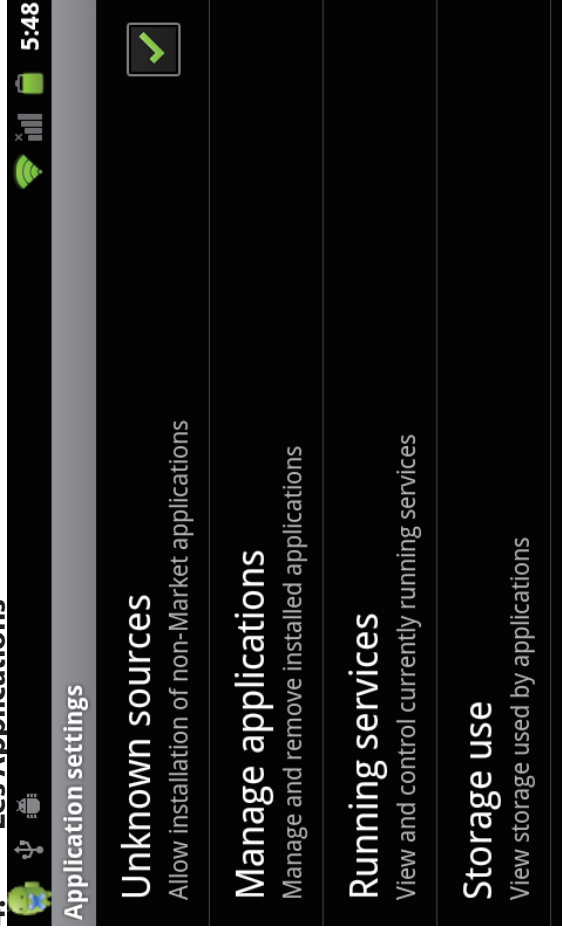 5:48
Application settings
Unknown sources
Allow installation of non-Market applications
Manage applications
Manage and remove installed applications
Running services
View and control currently running services
Storage use
View storage used by applications